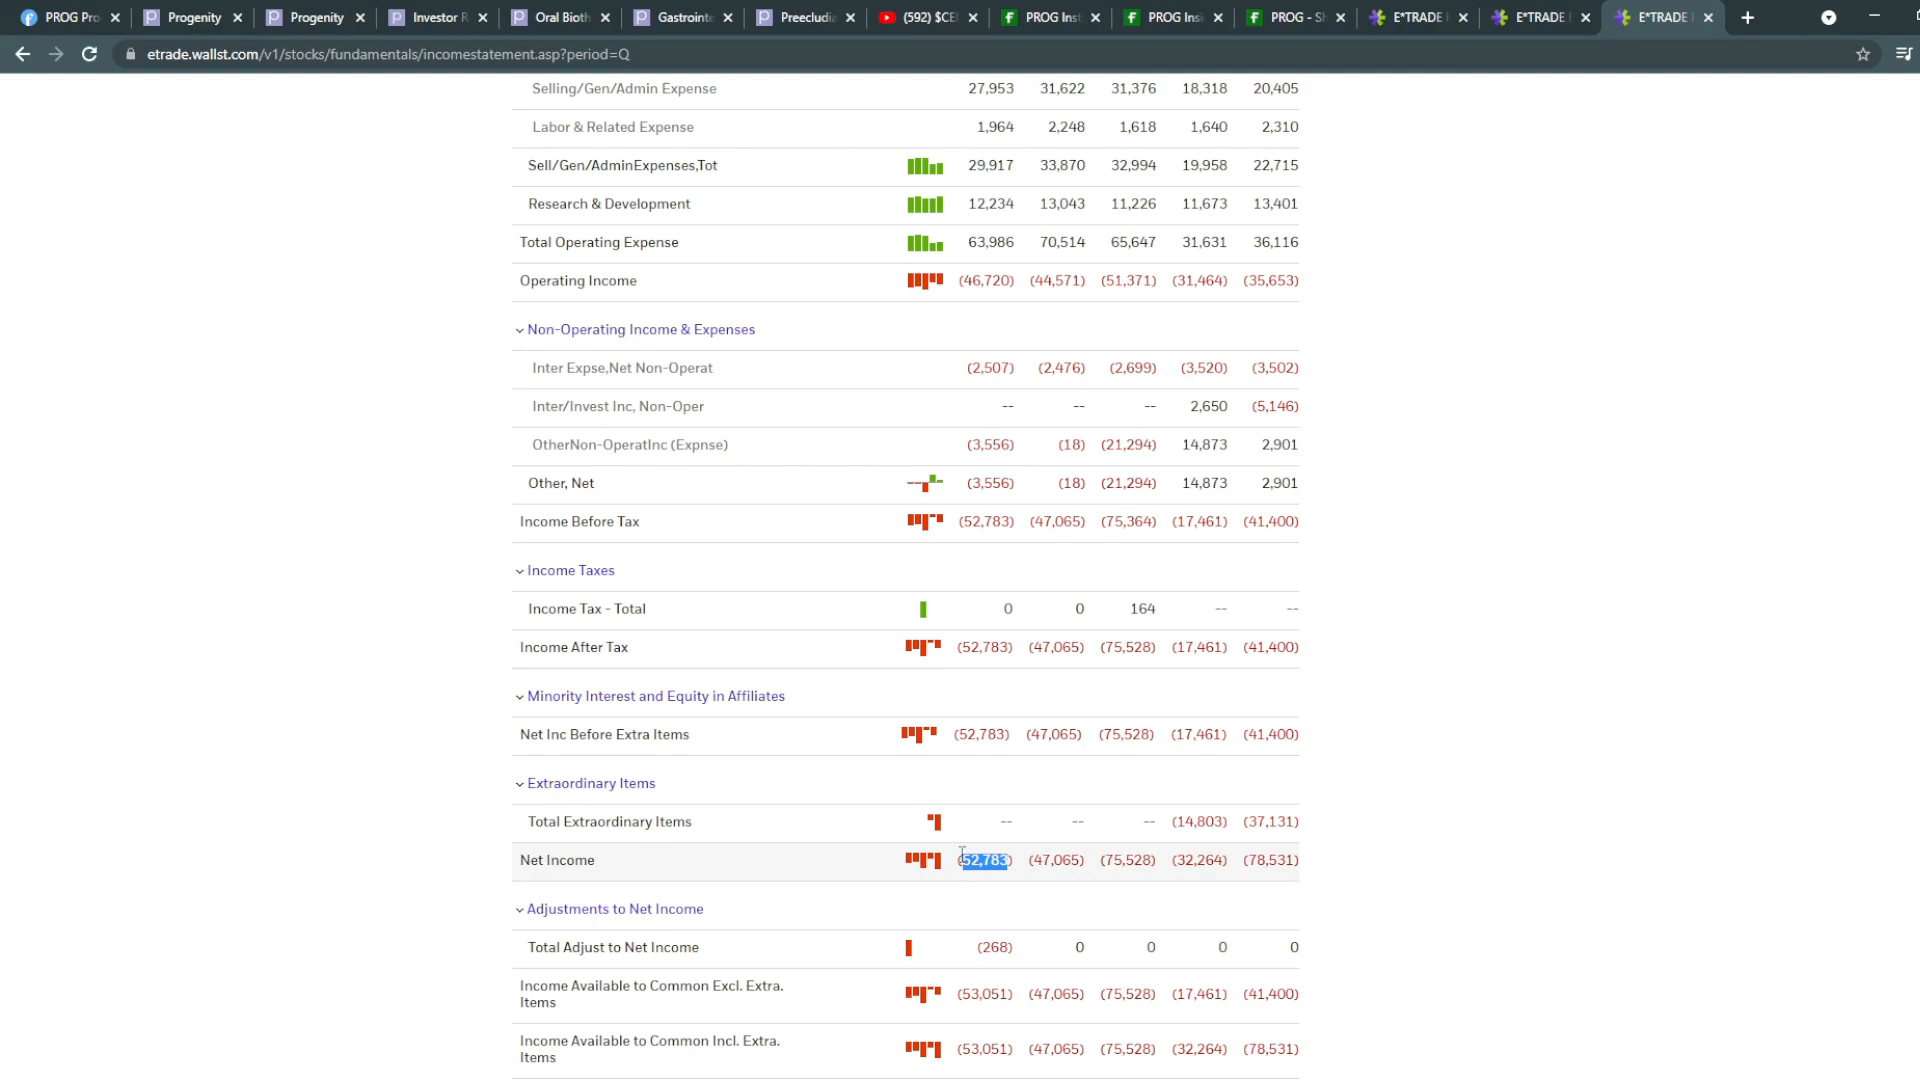 PROG Pro
Progenity
Progenity
Investor R
Oral Bioth
Gastrointe
Preecludia
(592) $CE
PROG Inst
PROG Insi
PROG - S
E*TRADE
E*TRADE
E*TRADE
etrade.wallst.com/v1/stocks/fundamentals/incomestatement.asp?period=Q
Selling/Gen/Admin Expense 27,953 31,622 31,376 18,318 20,405
Labor & Related Expense 1,964 2,248 1,618 1,640 2,310
Sell/Gen/AdminExpenses,Tot 29,917 33,870 32,994 19,958 22,715
Research & Development 12,234 13,043 11,226 11,673 13,401
Total Operating Expense 63,986 70,514 65,647 31,631 36,116
Operating Income (46,720) (44,571) (51,371) (31,464) (35,653)
Non-Operating Income & Expenses
Inter Expse,Net Non-Operat (2,507) (2,476) (2,699) (3,520) (3,502)
Inter/Invest Inc, Non-Oper -- -- -- 2,650 (5,146)
OtherNon-OperatInc (Expnse) (3,556) (18) (21,294) 14,873 2,901
Other, Net (3,556) (18) (21,294) 14,873 2,901
Income Before Tax (52,783) (47,065) (75,364) (17,461) (41,400)
Income Taxes
Income Tax - Total 0 0 164 -- --
Income After Tax (52,783) (47,065) (75,528) (17,461) (41,400)
Minority Interest and Equity in Affiliates
Net Inc Before Extra Items (52,783) (47,065) (75,528) (17,461) (41,400)
Extraordinary Items
Total Extraordinary Items -- -- -- (14,803) (37,131)
Net Income (52,783) (47,065) (75,528) (32,264) (78,531)
Adjustments to Net Income
Total Adjust to Net Income (268) 0 0 0 0
Income Available to Common Excl. Extra.
Items (53,051) (47,065) (75,528) (17,461) (41,400)
Income Available to Common Incl. Extra.
Items (53,051) (47,065) (75,528) (32,264) (78,531)